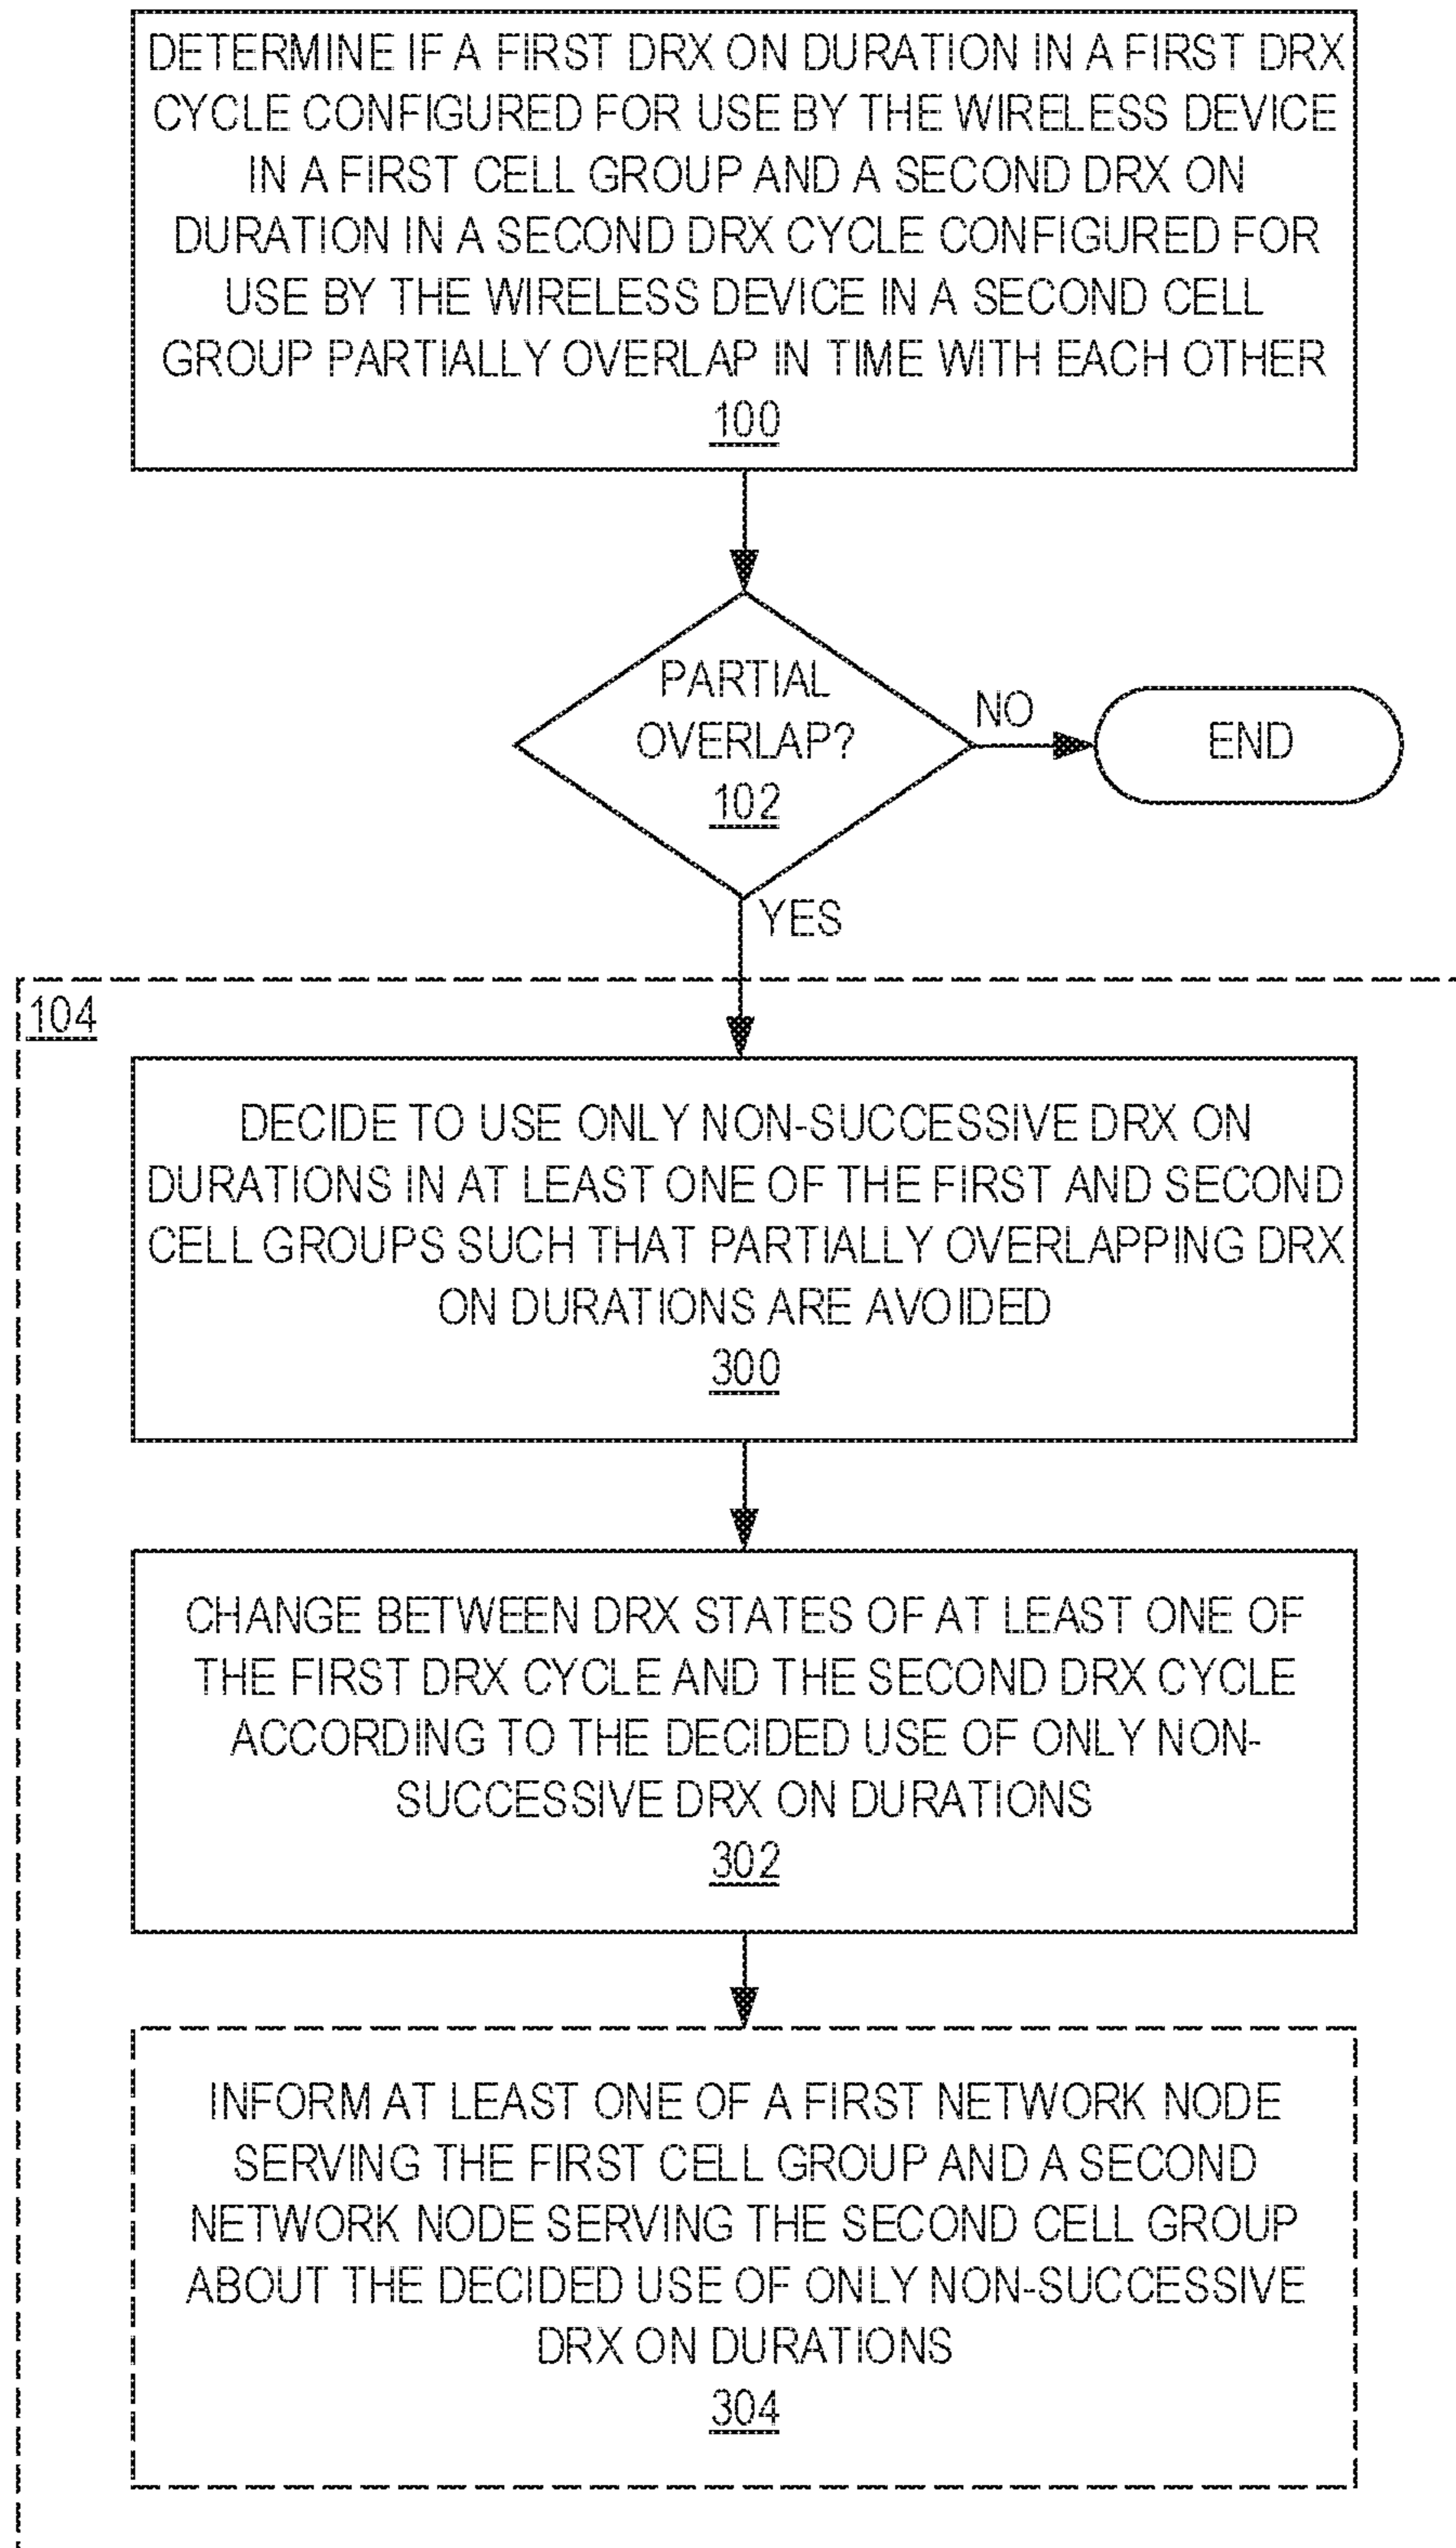 DETERMINE IF A FIRST DRX ON DURATION IN A FIRST DRX
CYCLE CONFIGURED FOR USE BY THE WIRELESS DEVICE
IN A FIRST CELL GROUP AND A SECOND DRX ON
DURATION IN A SECOND DRX CYCLE CONFIGURED FOR
USE BY THE WIRELESS DEVICE IN A SECOND CELL
GROUP PARTIALLY OVERLAP IN TIME WITH EACH OTHER
100
PARTIAL
OVERLAP?
102
NO
END
YES
104
DECIDE TO USE ONLY NON-SUCCESSIVE DRX ON
DURATIONS IN AT LEAST ONE OF THE FIRST AND SECOND
CELL GROUPS SUCH THAT PARTIALLY OVERLAPPING DRX
ON DURATIONS ARE AVOIDED
300
CHANGE BETWEEN DRX STATES OF AT LEAST ONE OF
THE FIRST DRX CYCLE AND THE SECOND DRX CYCLE
ACCORDING TO THE DECIDED USE OF ONLY NON-
SUCCESSIVE DRX ON DURATIONS
302
INFORM AT LEAST ONE OF A FIRST NETWORK NODE
SERVING THE FIRST CELL GROUP AND A SECOND
NETWORK NODE SERVING THE SECOND CELL GROUP
ABOUT THE DECIDED USE OF ONLY NON-SUCCESSIVE
DRX ON DURATIONS
304